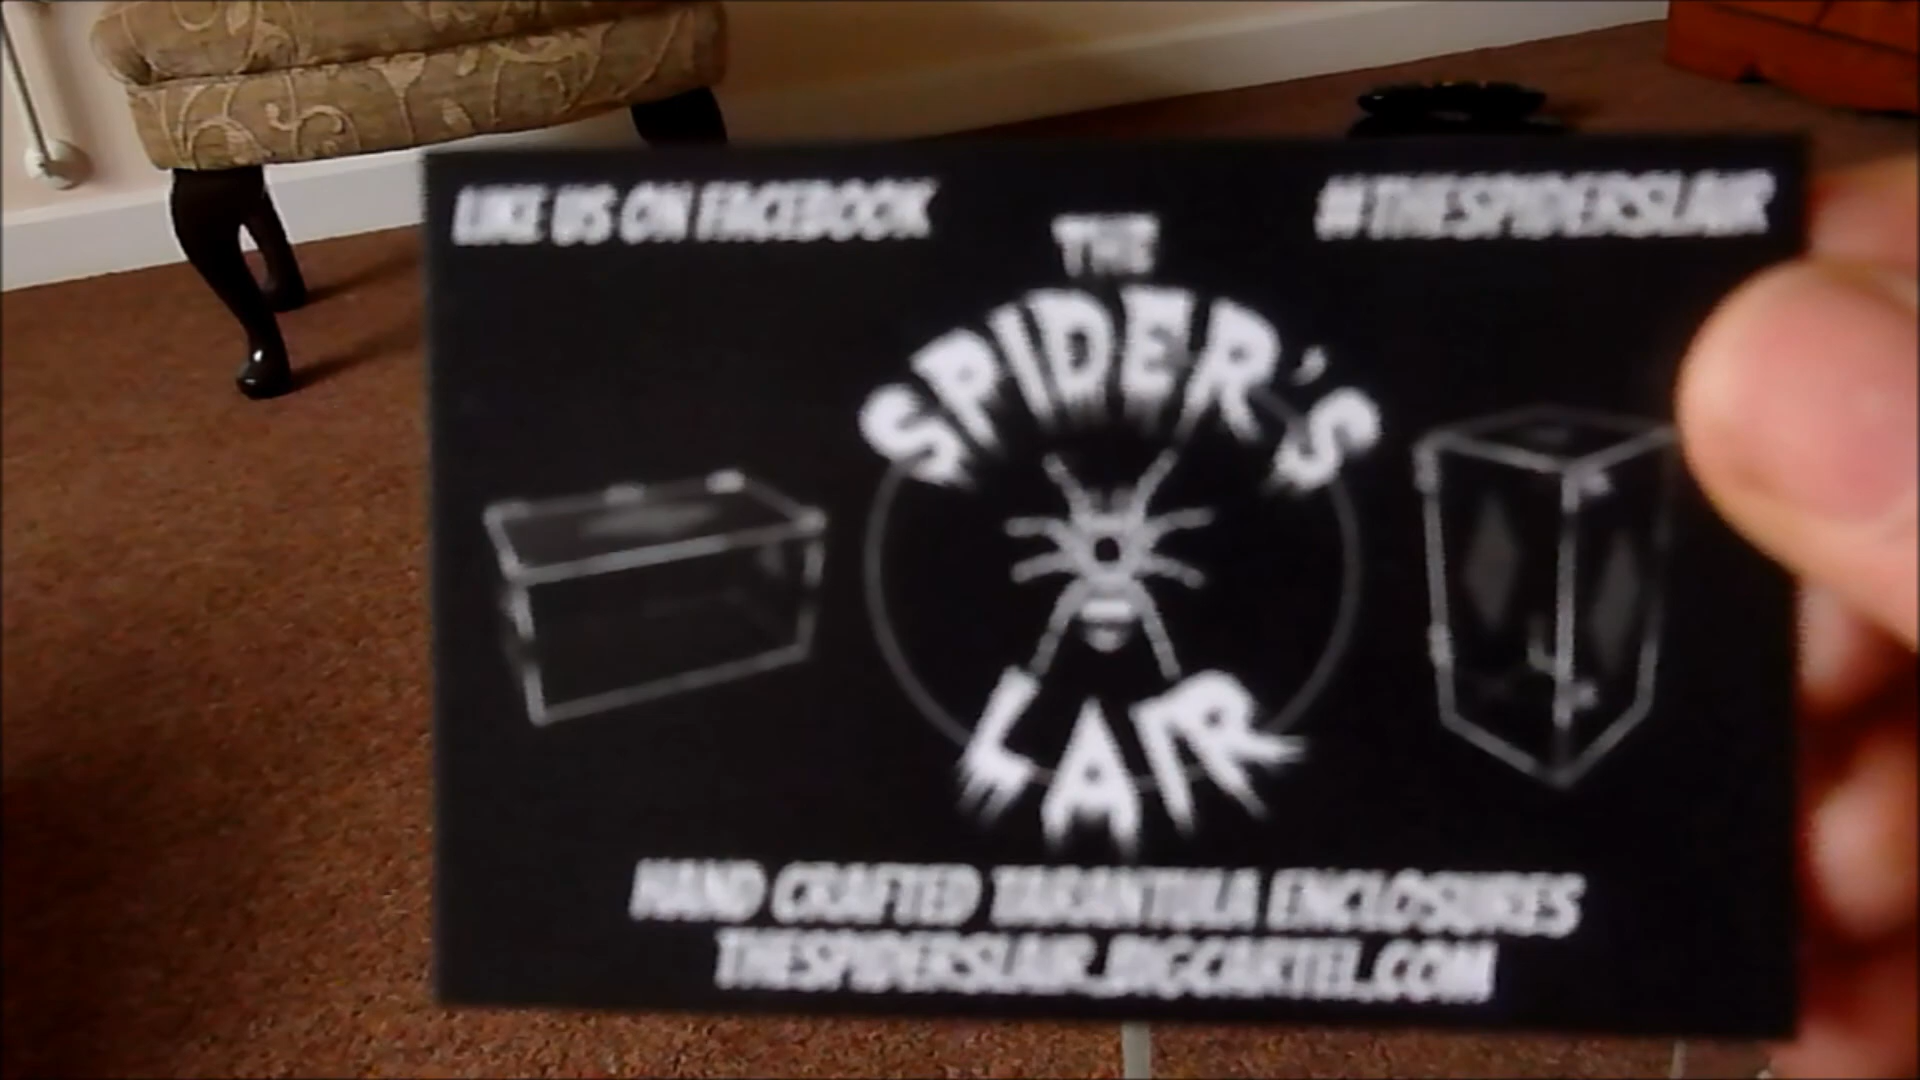 LIKE US ON FACEBOOK
#THESPIDERSLAIR
THE
SPIDER'S
LAIR
HAND CRAFTED TARANTULA ENCLOSURES
THESPIDERSLAIR.BIGCARTEL.COM